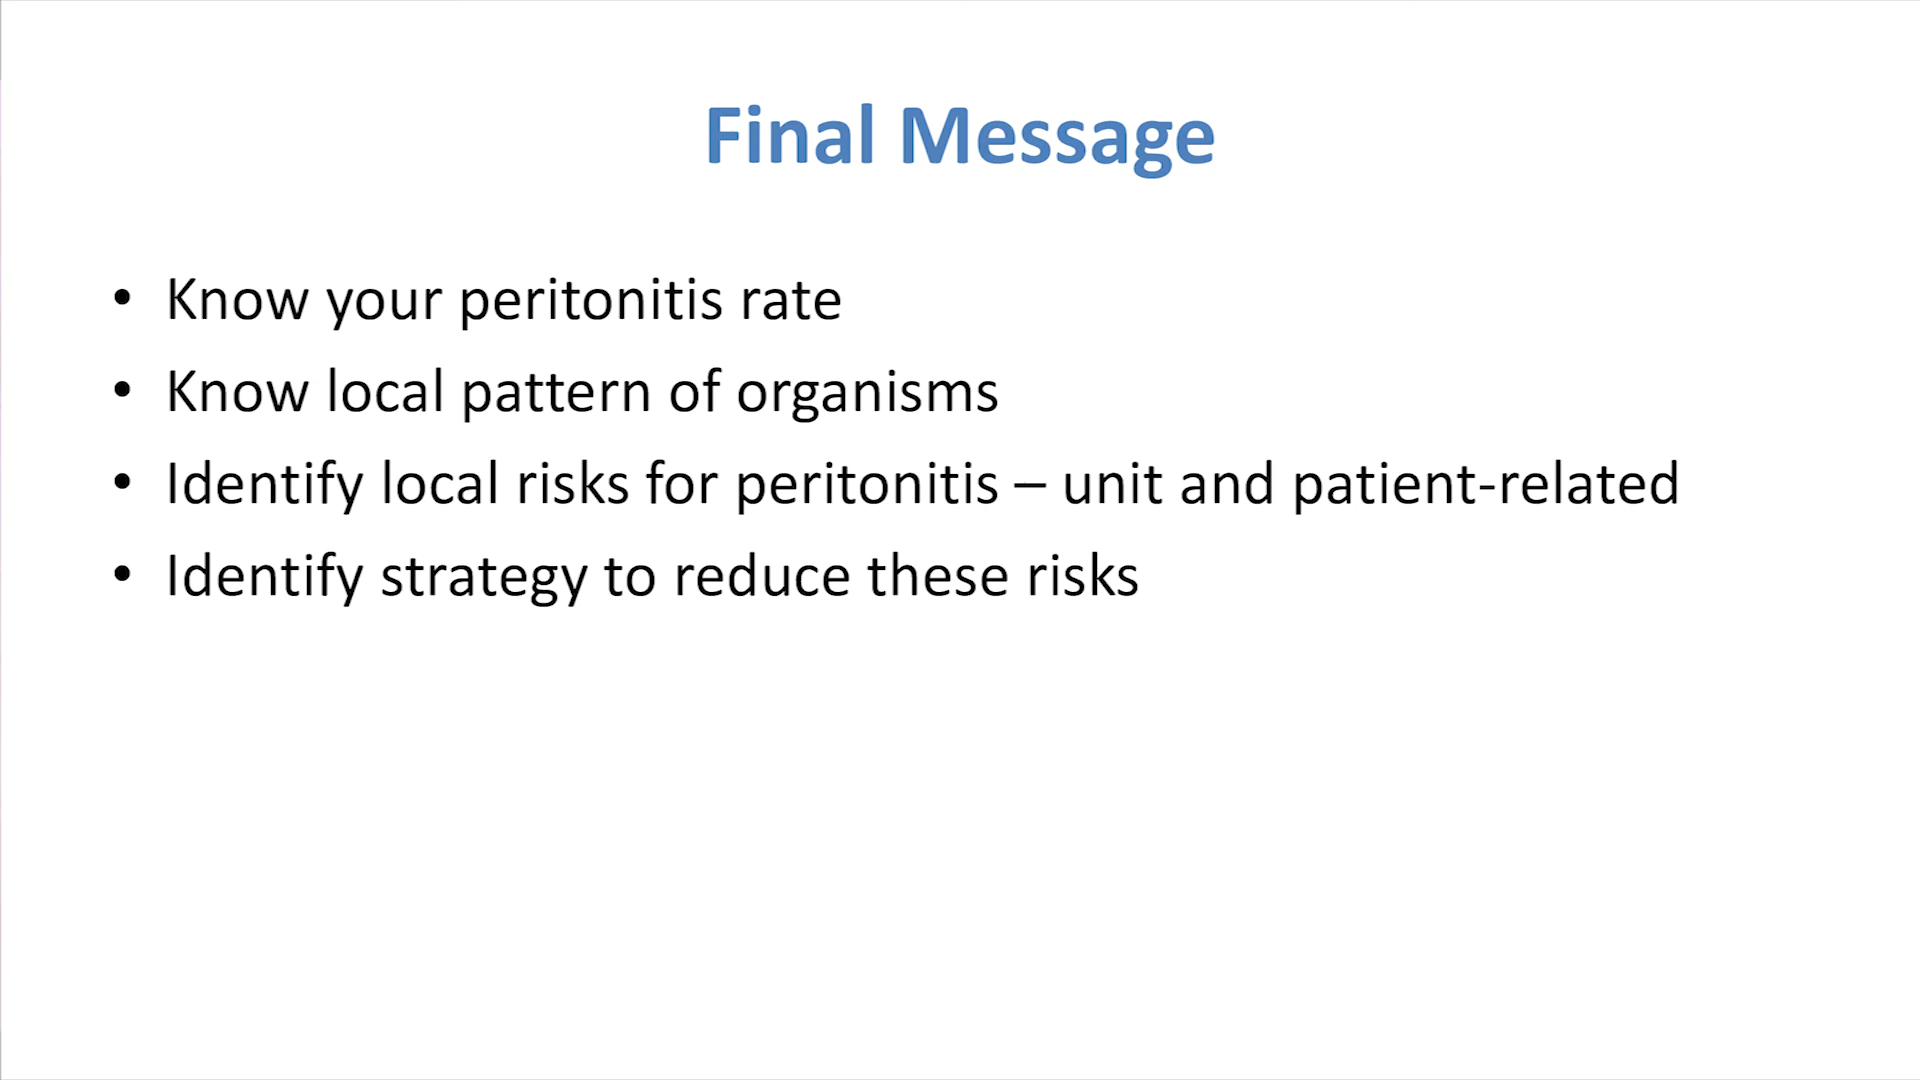 Final Message
• Know your peritonitis rate
• Know local pattern of organisms
• Identify local risks for peritonitis – unit and patient-related
• Identify strategy to reduce these risks